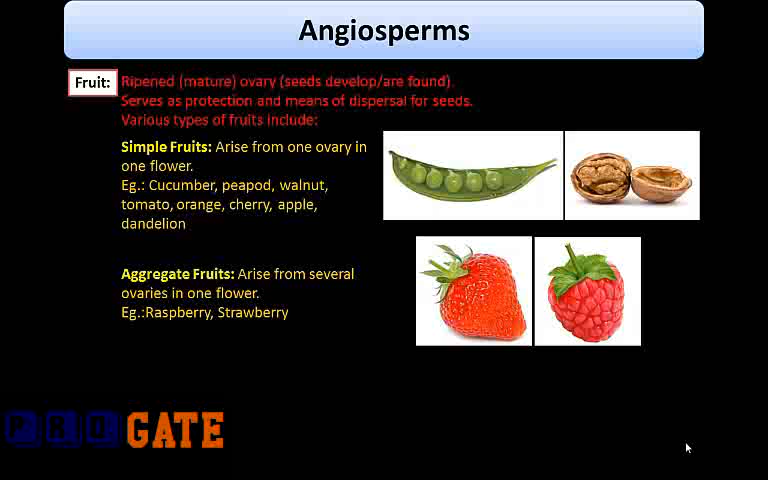 Angiosperms
Fruit: Ripened (mature) ovary (seeds develop/are found).
Serves as protection and means of dispersal for seeds.
Various types of fruits include:
Simple Fruits: Arise from one ovary in
one flower.
Eg.: Cucumber, peapod, walnut,
tomato, orange, cherry, apple,
dandelion
Aggregate Fruits: Arise from several
ovaries in one flower.
Eg.:Raspberry, Strawberry
P.R.O. GATE